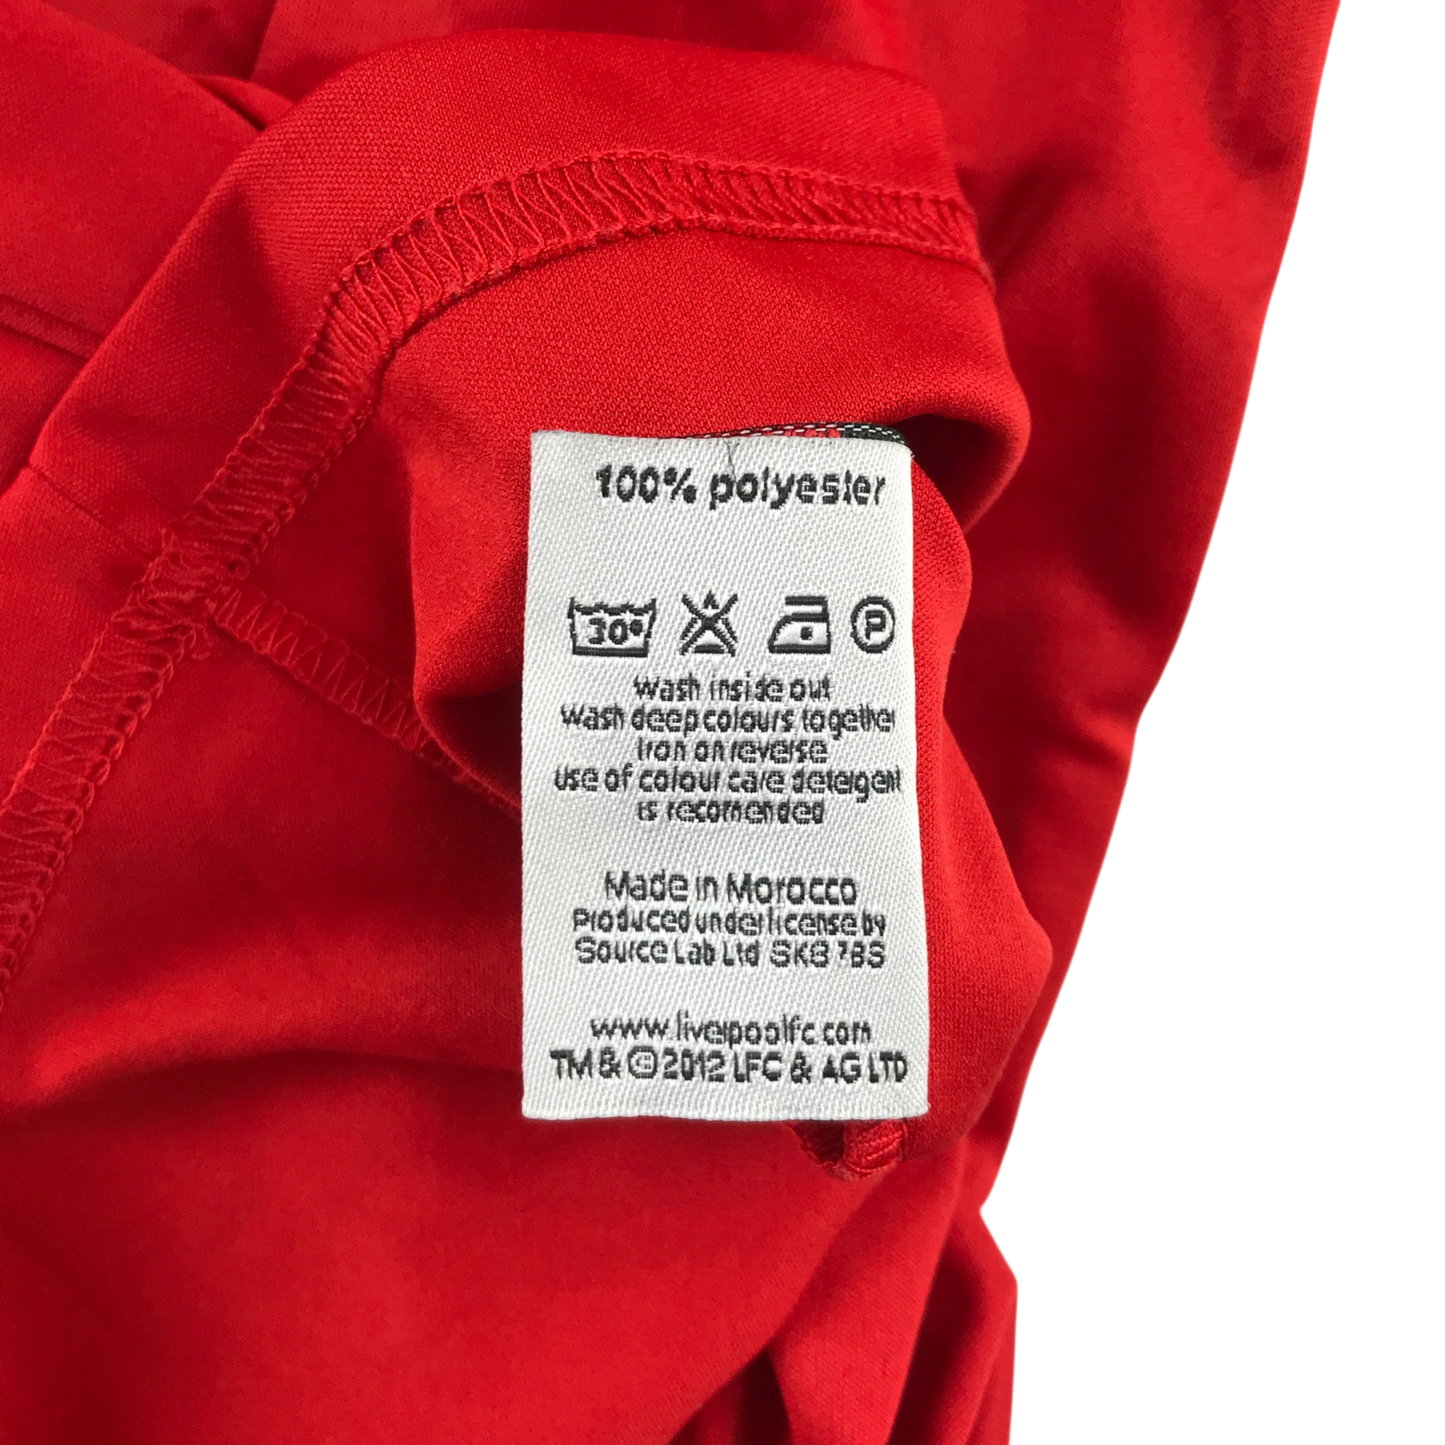 100% polyester
30°
P
wash inside out
wash deep colours together
Iron on reverse
use of colour care detergent
is recomended
Made in Morocco
Produced under license by
Source Lab Ltd SK8 7BS
www.liverpoolfc.com
TM & © 2012 LFC & AG LTD